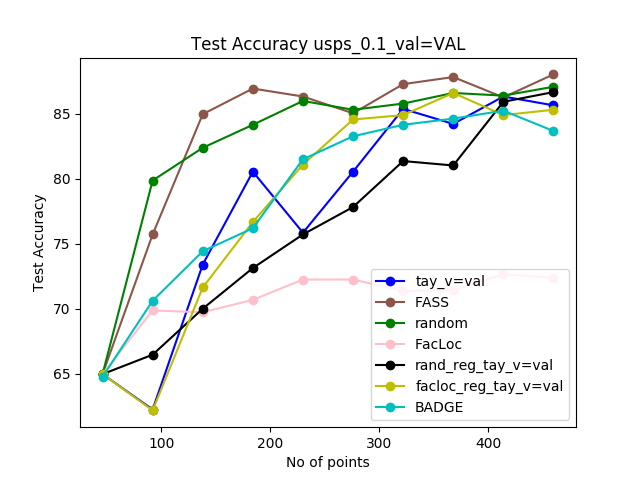 Test Accuracy usps_0.1_val=VAL
Test Accuracy
85
80
75
70
65
100
200
300
400
No of points
tay_v=val
FASS
random
FacLoc
rand_reg_tay_v=val
facloc_reg_tay_v=val
BADGE